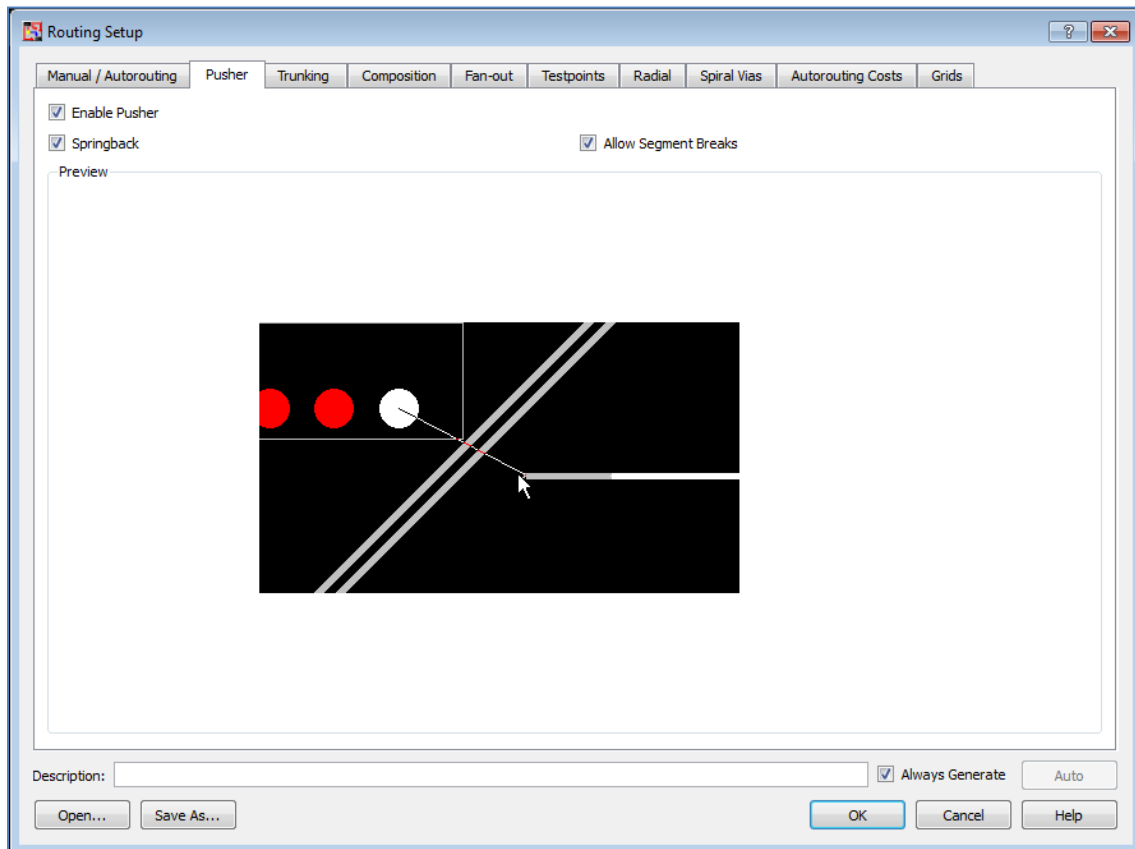 Routing Setup
Manual / Autorouting Pusher Trunking Composition Fan-out Testpoints Radial Spiral Vias Autorouting Costs Grids
Enable Pusher
Springback Allow Segment Breaks
Preview
Description: Always Generate Auto
Open... Save As... OK Cancel Help